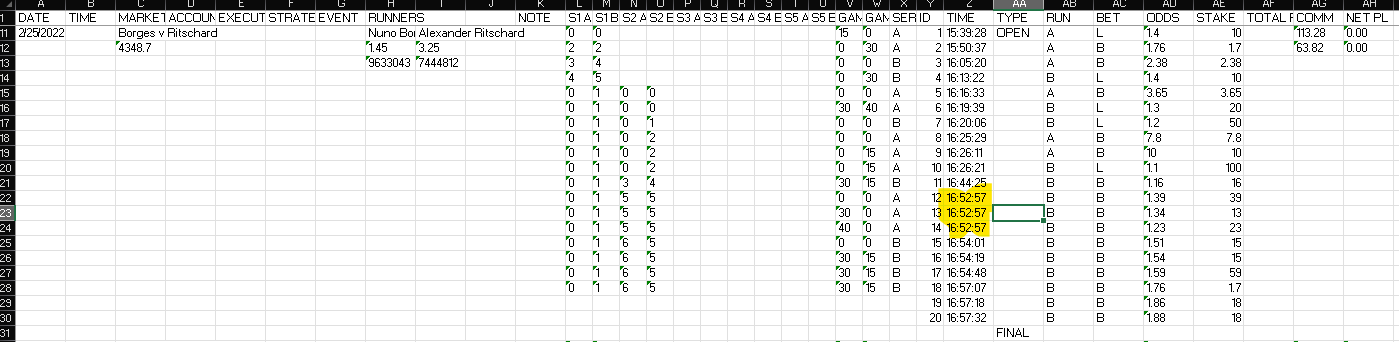 A B C D E F G H I J K L M N O P Q R S T U V W X Y Z AA AB AC AD AE AF AG AH
1 DATE TIME MARKET ACCOUN EXECUT STRATE EVENT RUNNERS NOTE S1 A S1 B S2 A S2 E S3 A S3 E S4 A S4 E S5 A S5 E GAM GAM SER ID TIME TYPE RUN BET ODDS STAKE TOTAL F COMM NET PL
11 2/25/2022 Borges v Ritschard Nuno Bor Alexander Ritschard 0 0 15 0 A 1 15:39:28 OPEN A L 1.4 10 113.28 0.00
12 4348.7 1.45 3.25 2 2 0 30 A 2 15:50:37 A B 1.76 1.7 63.82 0.00
13 9633043 7444812 3 4 0 0 B 3 16:05:20 A B 2.38 2.38
14 4 5 0 30 B 4 16:13:22 B L 1.4 10
15 0 1 0 0 0 0 A 5 16:16:33 A B 3.65 3.65
16 0 1 0 0 30 40 A 6 16:19:39 B L 1.3 20
17 0 1 0 1 0 0 B 7 16:20:06 B L 1.2 50
18 0 1 0 2 0 0 A 8 16:25:29 A B 7.8 7.8
19 0 1 0 2 0 15 A 9 16:26:11 A B 10 10
20 0 1 0 2 0 15 A 10 16:26:21 B L 1.1 100
21 0 1 3 4 30 15 B 11 16:44:25 B B 1.16 16
22 0 1 5 5 0 0 A 12 16:52:57 B B 1.39 39
23 0 1 5 5 30 0 A 13 16:52:57 B B 1.34 13
24 0 1 5 5 40 0 A 14 16:52:57 B B 1.23 23
25 0 1 6 5 0 0 B 15 16:54:01 B B 1.51 15
26 0 1 6 5 30 15 B 16 16:54:19 B B 1.54 15
27 0 1 6 5 30 15 B 17 16:54:48 B B 1.59 59
28 0 1 6 5 30 15 B 18 16:57:07 B B 1.76 1.7
29 19 16:57:18 B B 1.86 18
30 20 16:57:32 B B 1.88 18
31 FINAL